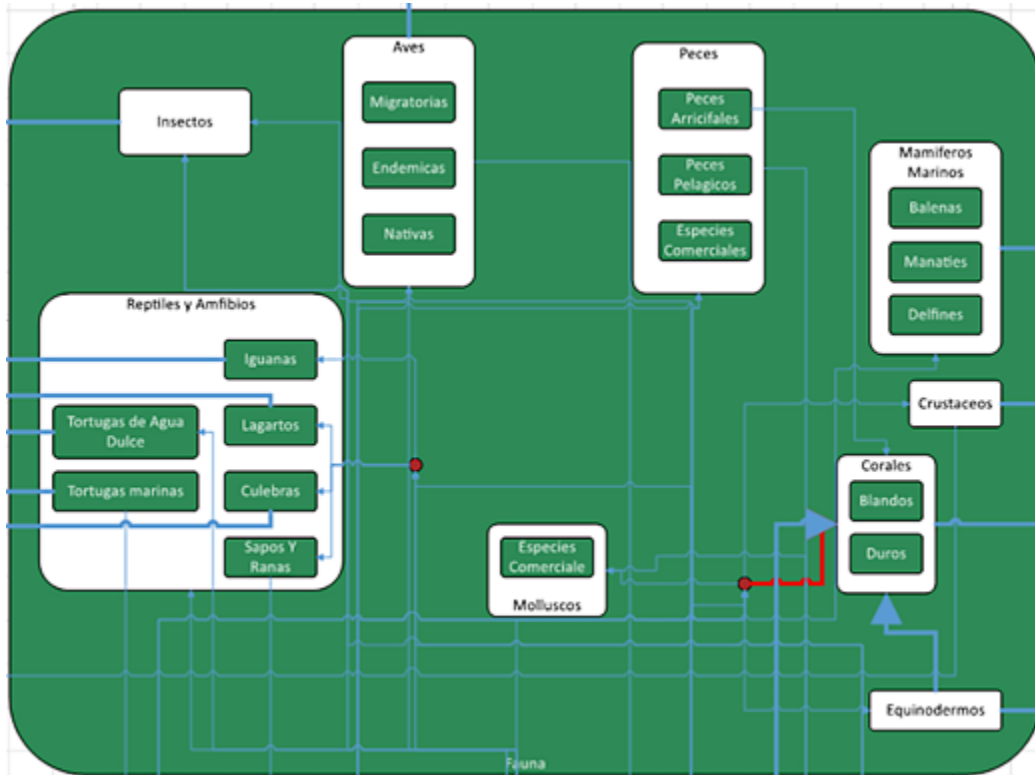 Aves
Migratorias
Endemicas
Nativas
Insectos
Peces
Peces
Arricifales
Peces
Pelagicos
Especies
Comerciales
Mamiferos
Marinos
Balenas
Manaties
Delfines
Reptiles y Amfibios
Iguanas
Lagartos
Tortugas de Agua
Dulce
Tortugas marinas
Culebras
Sapos Y
Ranas
Crustaceos
Corales
Blandos
Duros
Especies
Comerciale
Molluscos
Equinodermos
Fauna